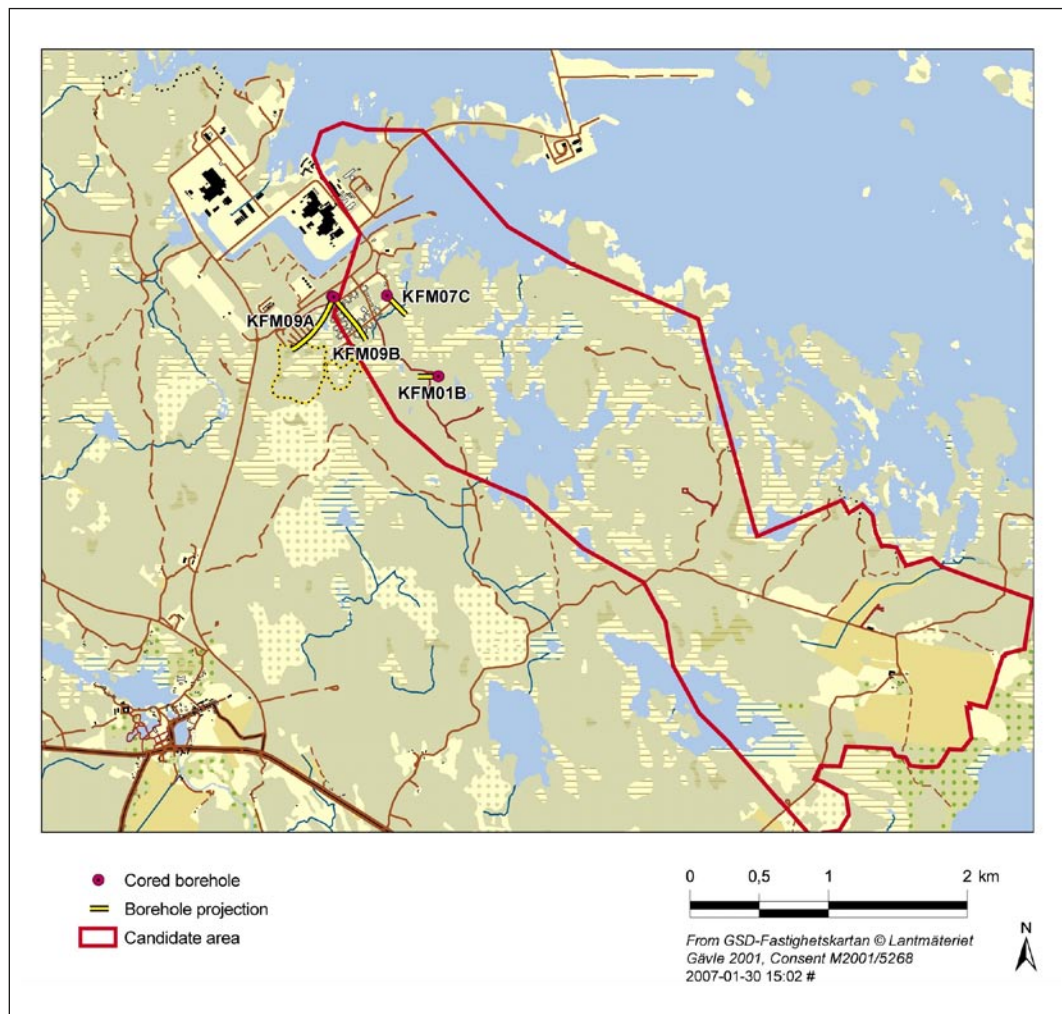 KFM07C
KFM09A
KFM09B
KFM01B
Cored borehole
Borehole projection
Candidate area
0 0,5 1 2 km
From GSD-Fastighetskartan © Lantmäteriet
Gävle 2001, Consent M2001/5268
2007-01-30 15:02 #
N